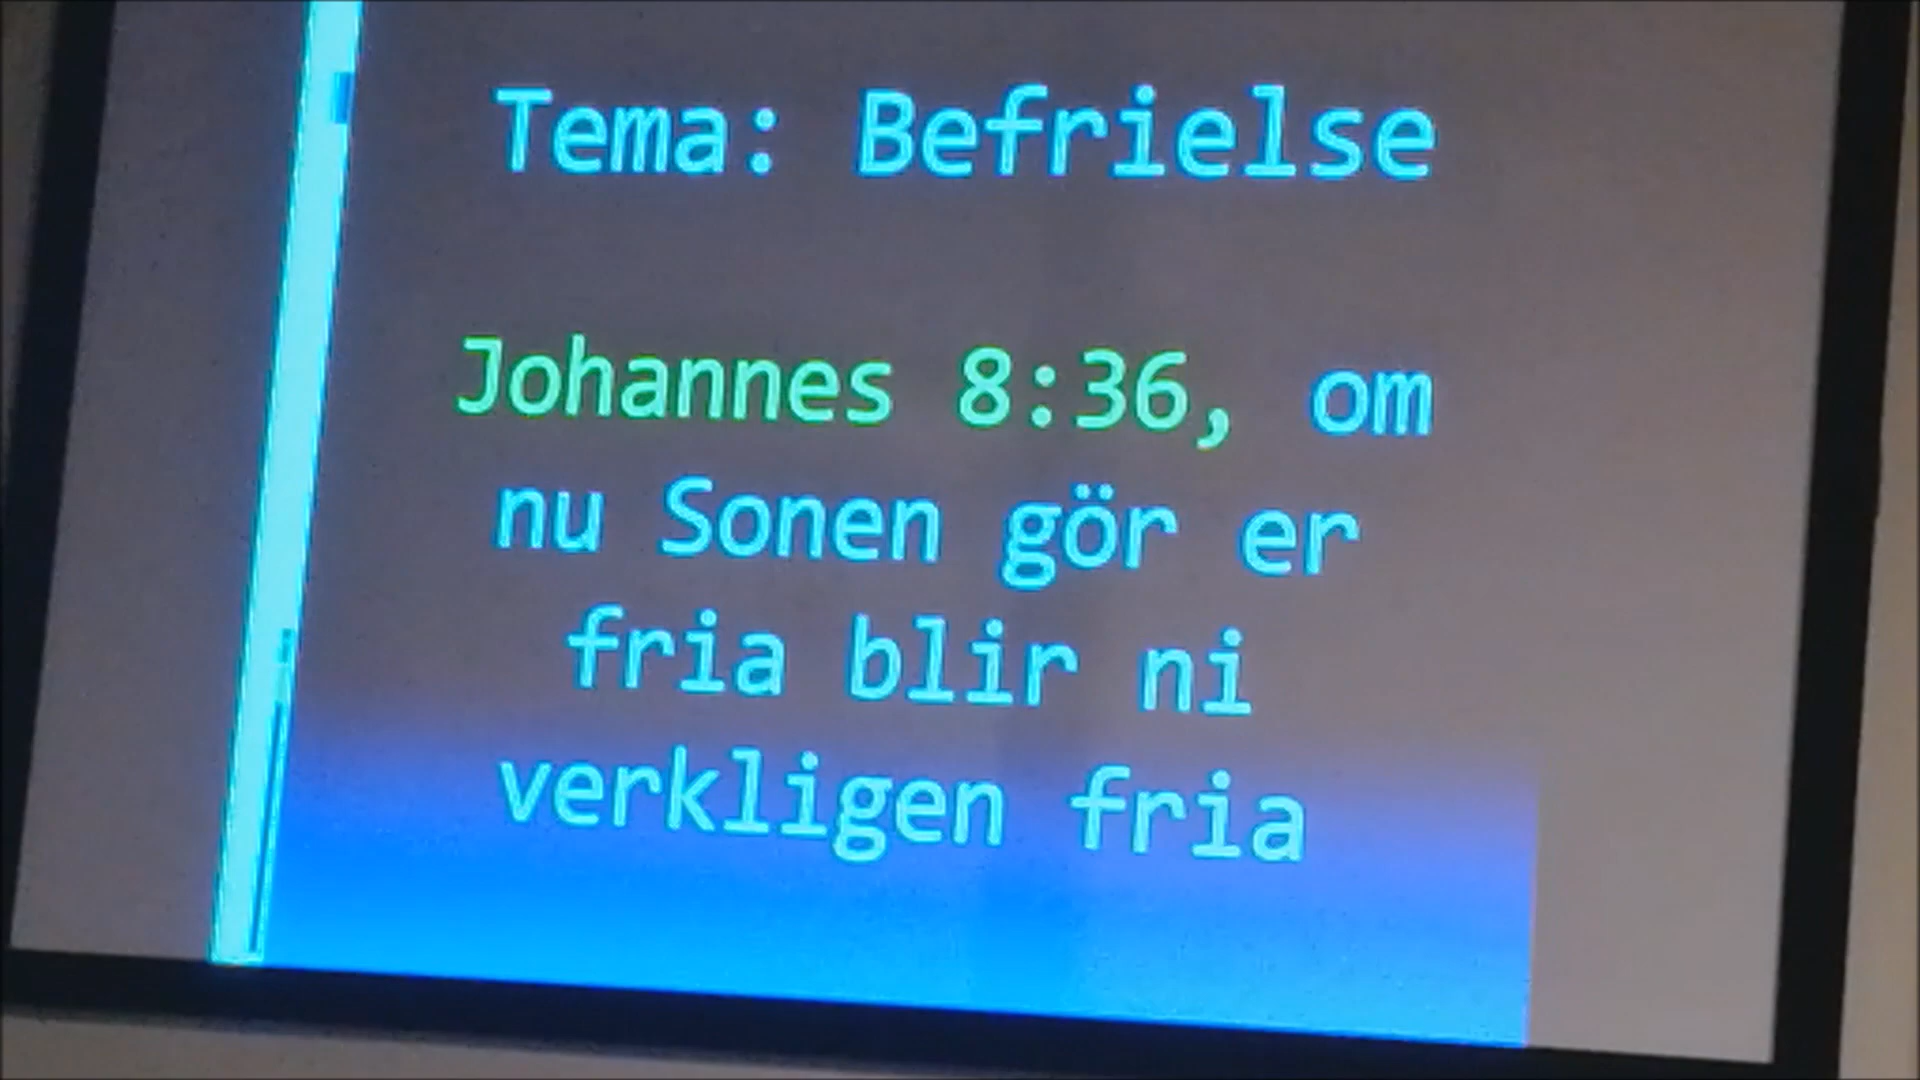 Tema: Befrielse
Johannes 8:36, om
nu Sonen gör er
fria blir ni
verkligen fria